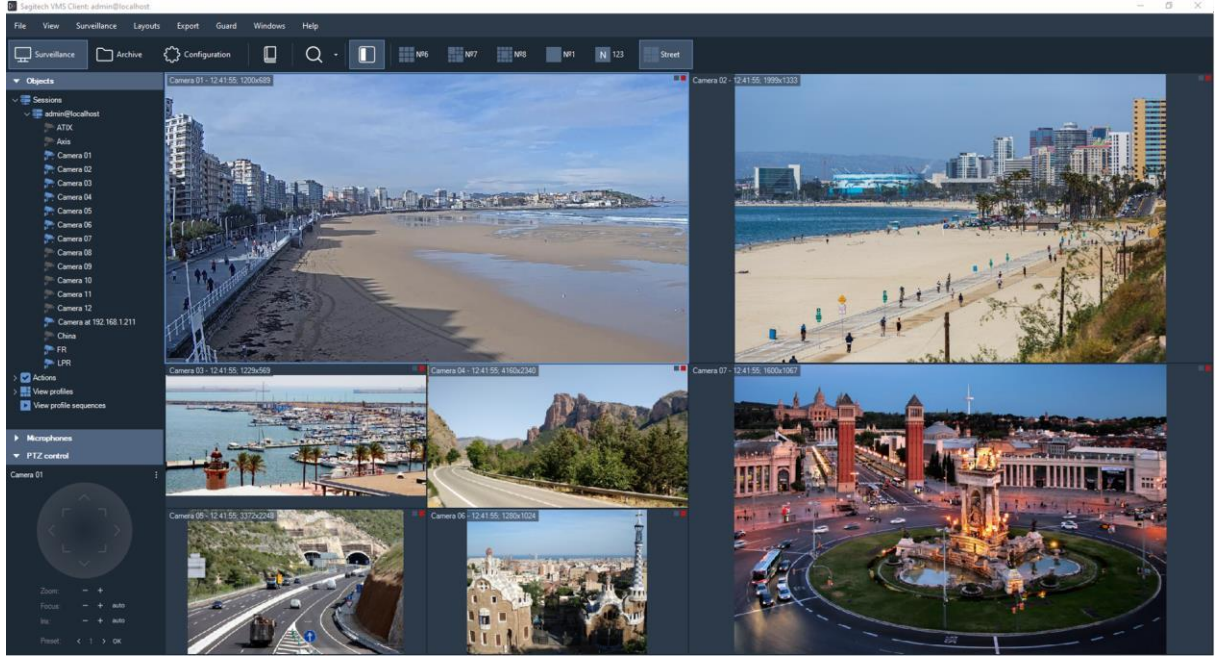 Sagitech VMS Client: admin@localhost
File View Surveillance Layouts Export Guard Windows Help
Surveillance Archive Configuration №6 №7 №8 №1 N 123 Street
Objects
Sessions
admin@localhost
ATIX
Axis
Camera 01
Camera 02
Camera 03
Camera 04
Camera 05
Camera 06
Camera 07
Camera 08
Camera 09
Camera 10
Camera 11
Camera 12
Camera at 192.168.1.211
China
FR
LPR
Actions
View profiles
View profile sequences
Microphones
PTZ control
Camera 01
Zoom: − +
Focus: − + auto
Iris: − + auto
Preset: < 1 > OK
Camera 01 - 12:41:55; 1200x689
Camera 02 - 12:41:55; 1999x1333
Camera 03 - 12:41:55; 1229x569
Camera 04 - 12:41:55; 4160x2340
Camera 07 - 12:41:55; 1600x1067
Camera 05 - 12:41:55; 3372x2248
Camera 06 - 12:41:55; 1280x1024